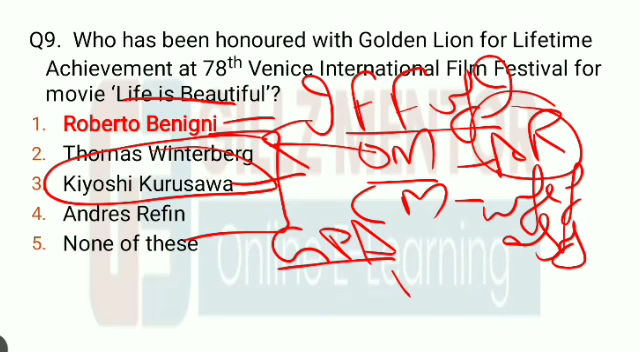 Q9. Who has been honoured with Golden Lion for Lifetime
Achievement at 78th Venice International Film Festival for
movie ‘Life is Beautiful’?
1. Roberto Benigni
2. Thomas Winterberg
3. Kiyoshi Kurusawa
4. Andres Refin
5. None of these
Online E Learning